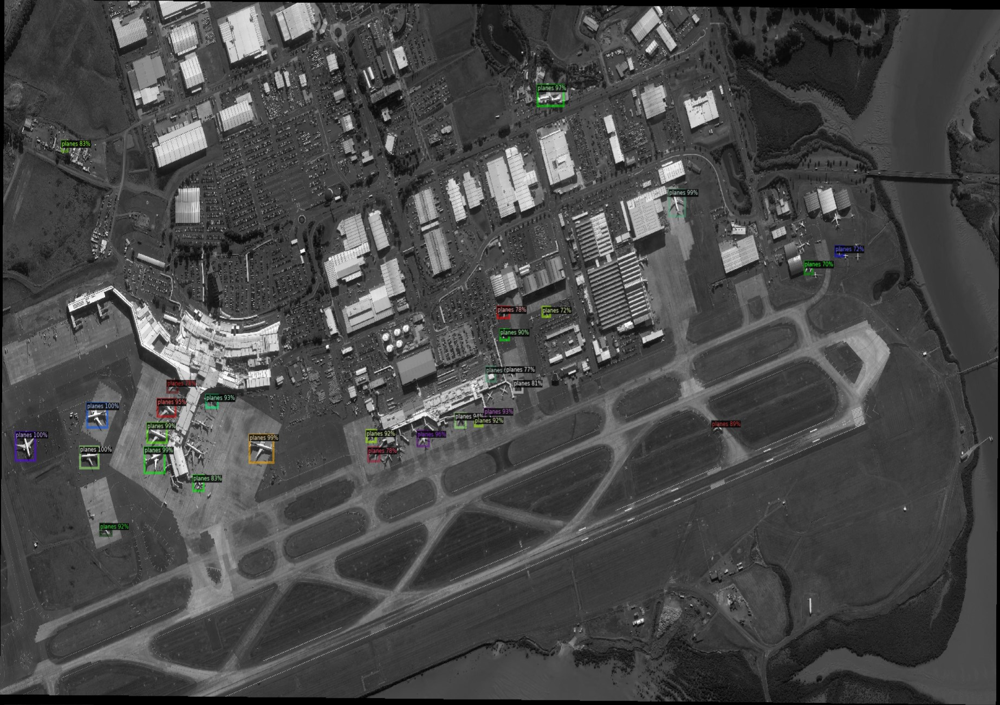 planes 97%
planes 83%
planes 99%
planes 72%
planes 70%
planes 78%
planes 72%
planes 90%
planes
planes 77%
planes 81%
planes 78%
planes 93%
planes 95%
planes 100%
planes 93%
planes 94%
planes 92%
planes 89%
planes 99%
planes 100%
planes 92%
planes 96%
planes 99%
planes 100%
planes 99%
planes 78%
planes 83%
planes 92%